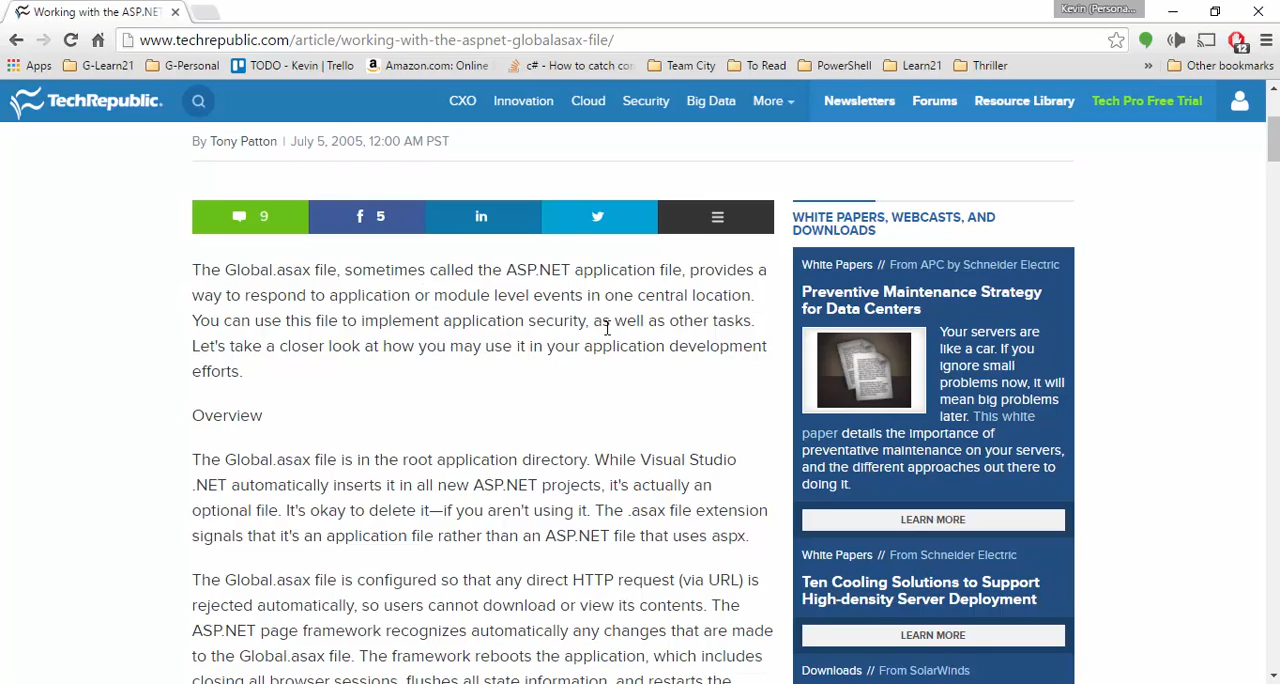 Working with the ASP.NET
Kevin (Persona...
www.techrepublic.com/article/working-with-the-aspnet-globalasax-file/
12
Apps G-Learn21 G-Personal TODO - Kevin | Trello Amazon.com: Online c# - How to catch co Team City To Read PowerShell Learn21 Thriller » Other bookmarks
TechRepublic. CXO Innovation Cloud Security Big Data More Newsletters Forums Resource Library Tech Pro Free Trial
By Tony Patton | July 5, 2005, 12:00 AM PST
9 f 5 in
The Global.asax file, sometimes called the ASP.NET application file, provides a
way to respond to application or module level events in one central location.
You can use this file to implement application security, as well as other tasks.
Let's take a closer look at how you may use it in your application development
efforts.
Overview
The Global.asax file is in the root application directory. While Visual Studio
.NET automatically inserts it in all new ASP.NET projects, it's actually an
optional file. It's okay to delete it—if you aren't using it. The .asax file extension
signals that it's an application file rather than an ASP.NET file that uses aspx.
The Global.asax file is configured so that any direct HTTP request (via URL) is
rejected automatically, so users cannot download or view its contents. The
ASP.NET page framework recognizes automatically any changes that are made
to the Global.asax file. The framework reboots the application, which includes
closing all browser sessions, flushes all state information, and restarts the
WHITE PAPERS, WEBCASTS, AND
DOWNLOADS
White Papers // From APC by Schneider Electric
Preventive Maintenance Strategy
for Data Centers
Your servers are
like a car. If you
ignore small
problems now, it will
mean big problems
later. This white
paper details the importance of
preventative maintenance on your servers,
and the different approaches out there to
doing it.
LEARN MORE
White Papers // From Schneider Electric
Ten Cooling Solutions to Support
High-density Server Deployment
LEARN MORE
Downloads // From SolarWinds